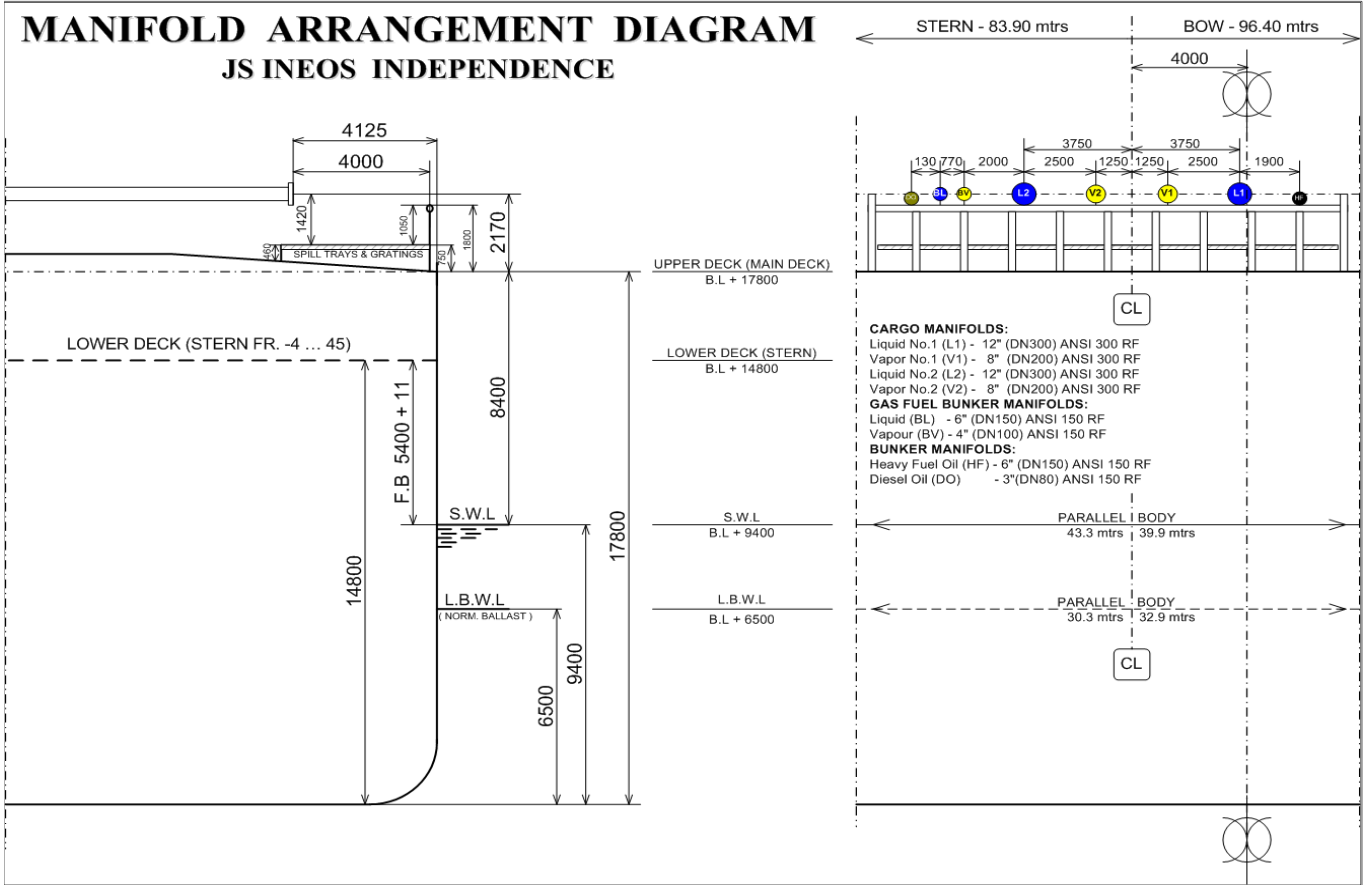 MANIFOLD ARRANGEMENT DIAGRAM
JS INEOS INDEPENDENCE
STERN - 83.90 mtrs
BOW - 96.40 mtrs
4000
4125
4000
1420
1050
1800
2170
460
750
SPILL TRAYS & GRATINGS
3750
3750
130
770
2000
2500
1250
1250
2500
1900
BL
BV
L2
V2
V1
L1
HF
UPPER DECK (MAIN DECK)
B.L + 17800
CL
LOWER DECK (STERN FR. -4 … 45)
LOWER DECK (STERN)
B.L + 14800
F.B 5400 + 11
8400
CARGO MANIFOLDS:
Liquid No.1 (L1) - 12" (DN300) ANSI 300 RF
Vapor No.1 (V1) - 8" (DN200) ANSI 300 RF
Liquid No.2 (L2) - 12" (DN300) ANSI 300 RF
Vapor No.2 (V2) - 8" (DN200) ANSI 300 RF
GAS FUEL BUNKER MANIFOLDS:
Liquid (BL) - 6" (DN150) ANSI 150 RF
Vapour (BV) - 4" (DN100) ANSI 150 RF
BUNKER MANIFOLDS:
Heavy Fuel Oil (HF) - 6" (DN150) ANSI 150 RF
Diesel Oil (DO) - 3"(DN80) ANSI 150 RF
S.W.L
S.W.L
B.L + 9400
PARALLEL BODY
43.3 mtrs 39.9 mtrs
14800
17800
L.B.W.L
( NORM. BALLAST )
L.B.W.L
B.L + 6500
PARALLEL BODY
30.3 mtrs 32.9 mtrs
9400
6500
CL